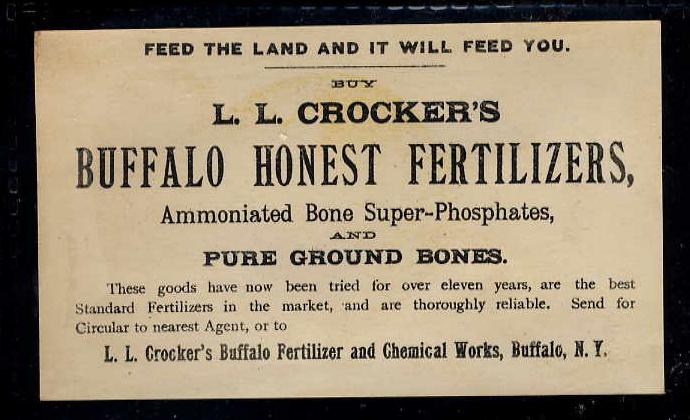 FEED THE LAND AND IT WILL FEED YOU.
BUY
L. L. CROCKER'S
BUFFALO HONEST FERTILIZERS,
Ammoniated Bone Super-Phosphates,
AND
PURE GROUND BONES.
These goods have now been tried for over eleven years, are the best
Standard Fertilizers in the market, and are thoroughly reliable. Send for
Circular to nearest Agent, or to
L. L. Crocker's Buffalo Fertilizer and Chemical Works, Buffalo, N. Y.